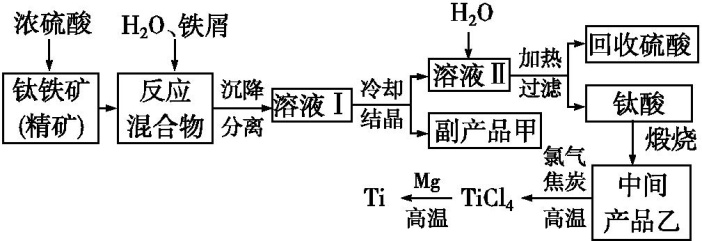 浓硫酸
H₂O、铁屑
H₂O
钛铁矿
(精矿)
反应
混合物
沉降
分离
溶液Ⅰ
冷却
结晶
溶液Ⅱ
副产品甲
加热
过滤
回收硫酸
钛酸
煅烧
中间
产品乙
氯气
焦炭
高温
TiCl₄
Mg
高温
Ti